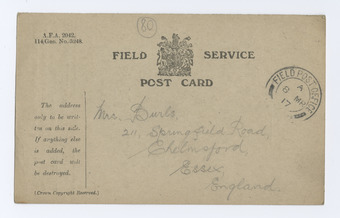 (80)
A.F.A. 2042.
114/Gen. No./5248.
FIELD SERVICE
POST CARD
FIELD POST OFFICE
A
8 MR
17
The address
only to be writ-
ten on this side.
If anything else
is added, the
post card will
be destroyed.
(Crown Copyright Reserved.)
Mrs.
211, Springfield Road,
Chelmsford,
Essex,
England